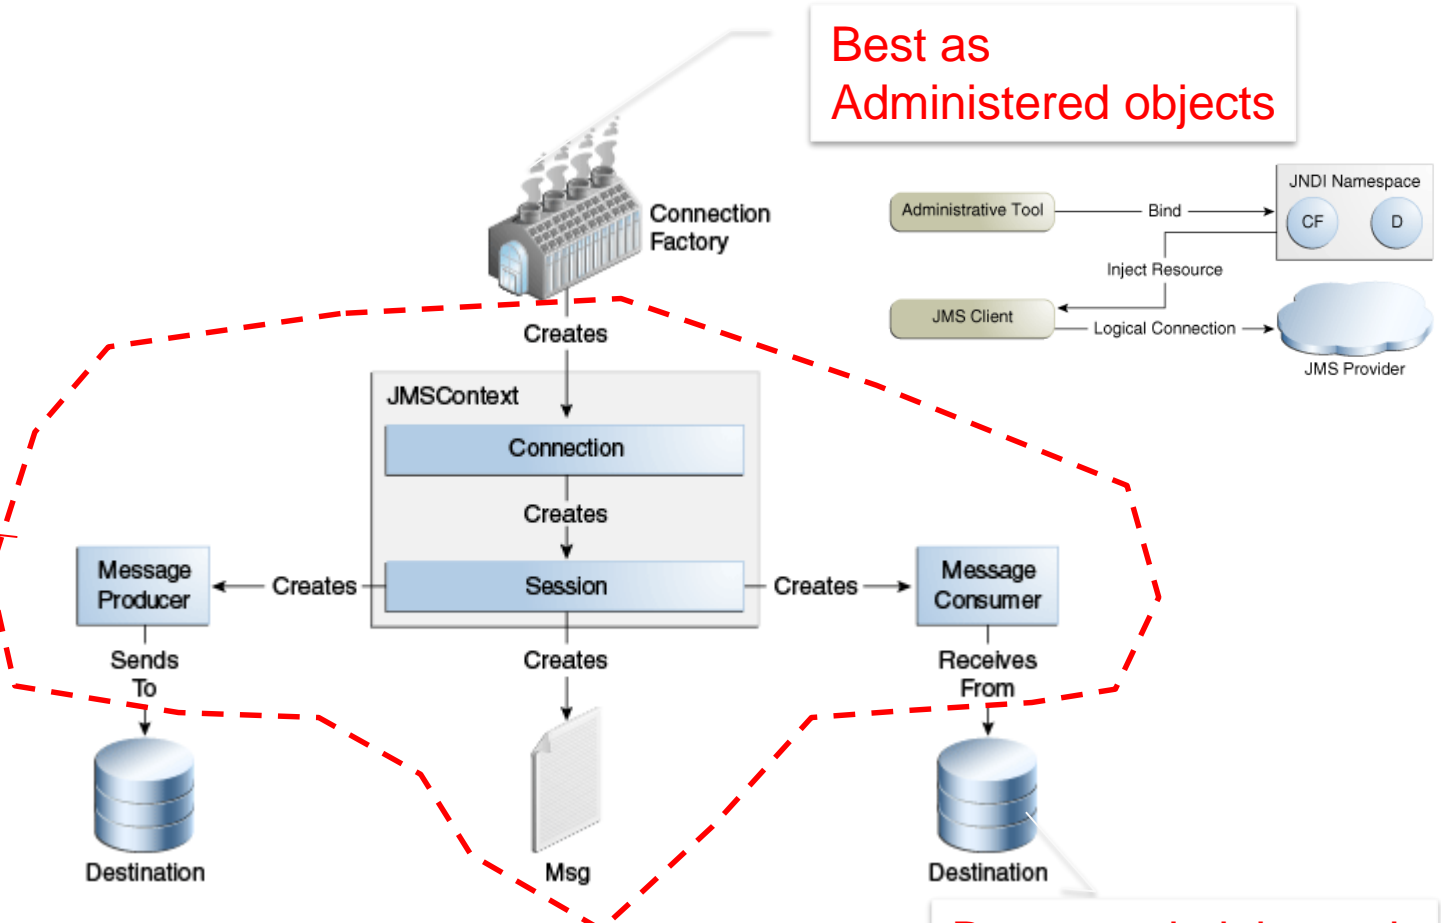 Best as
Administered objects
Connection
Factory
Administrative Tool
Bind
JNDI Namespace
CF
D
Inject Resource
JMS Client
Logical Connection
JMS Provider
Creates
JMSContext
Connection
Creates
Message
Producer
Creates
Session
Creates
Message
Consumer
Sends
To
Creates
Receives
From
Destination
Msg
Destination